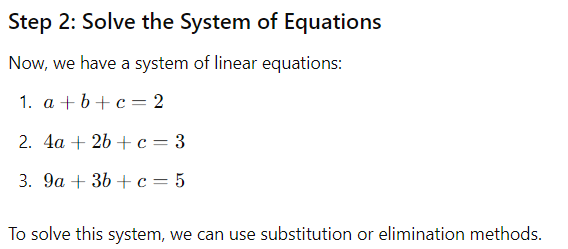 Step 2: Solve the System of Equations
Now, we have a system of linear equations:
1. a + b + c = 2
2. 4a + 2b + c = 3
3. 9a + 3b + c = 5
To solve this system, we can use substitution or elimination methods.